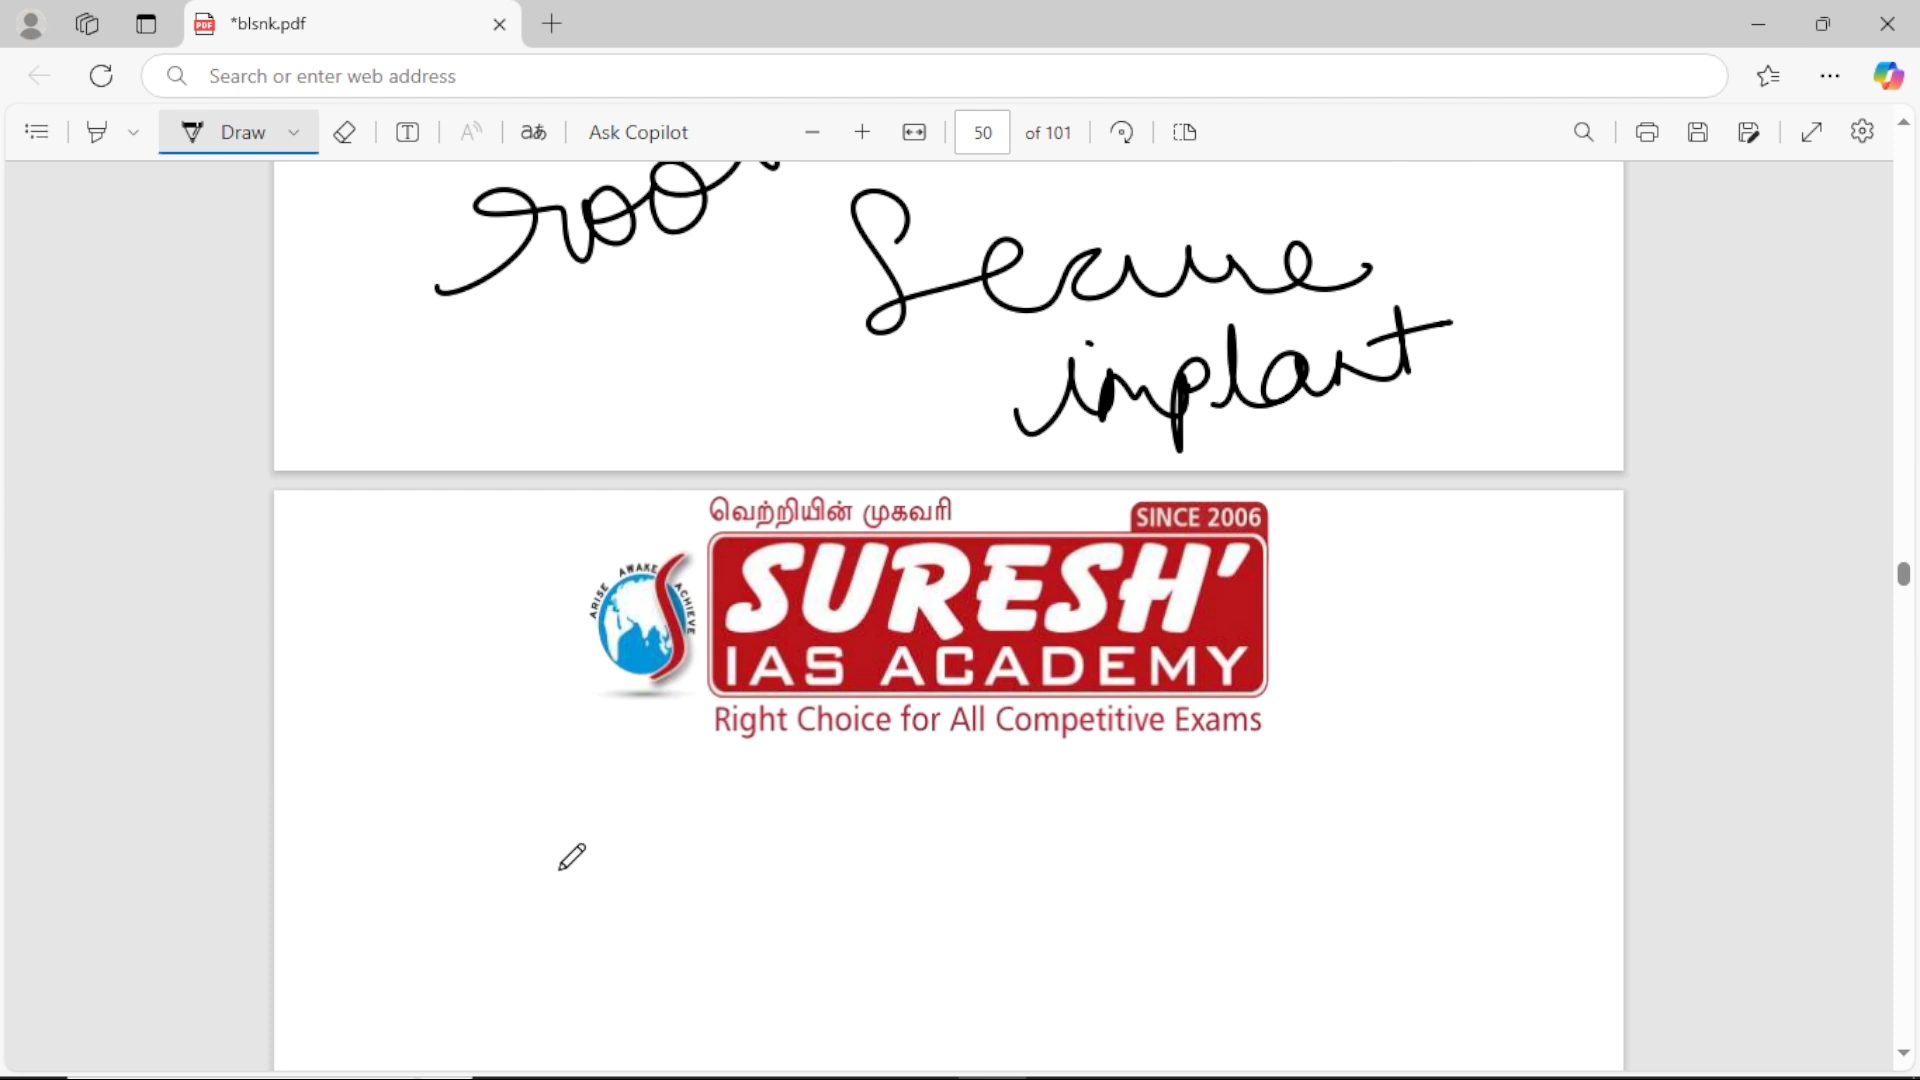 *blsnk.pdf
Search or enter web address
Draw
Ask Copilot
50 of 101
Secure
implant
வெற்றியின் முகவரி
SINCE 2006
ARISE AWAKE ACHIEVE
SURESH'
IAS ACADEMY
Right Choice for All Competitive Exams